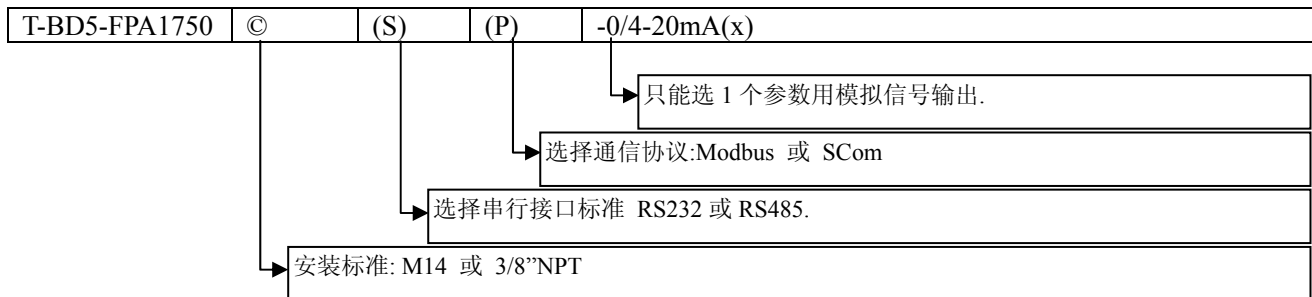 T-BD5-FPA1750 © (S) (P) -0/4-20mA(x)
只能选 1 个参数用模拟信号输出.
选择通信协议:Modbus 或 SCom
选择串行接口标准 RS232 或 RS485.
安装标准: M14 或 3/8”NPT